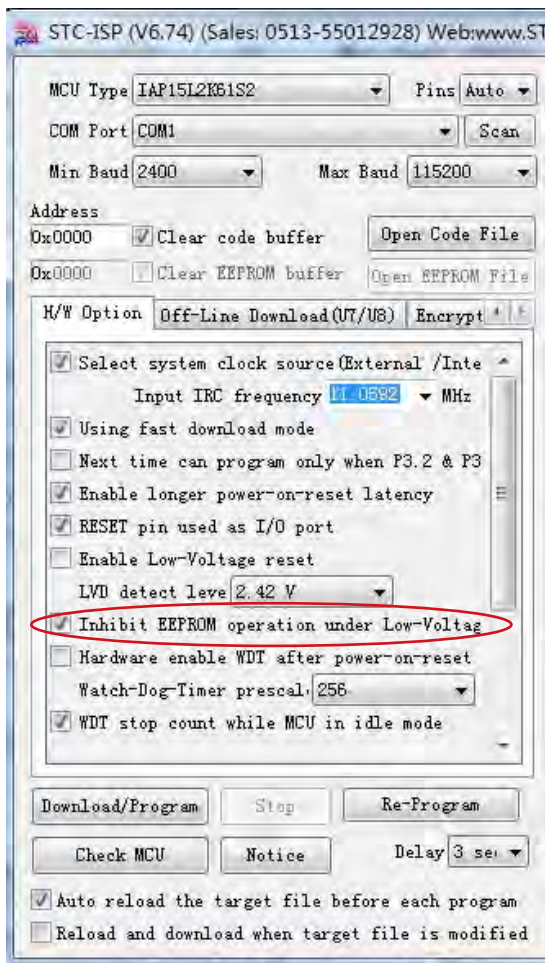 STC-ISP (V6.74) (Sales: 0513-55012928) Web:www.ST
MCU Type IAP15L2K61S2 Pins Auto
COM Port COM1 Scan
Min Baud 2400 Max Baud 115200
Address
0x0000 Clear code buffer Open Code File
0x0000 Clear EEPROM buffer Open EEPROM File
H/W Option Off-Line Download(U7/U8) Encrypt
Select system clock source(External /Inte
Input IRC frequency 11.0592 MHz
Using fast download mode
Next time can program only when P3.2 & P3
Enable longer power-on-reset latency
RESET pin used as I/O port
Enable Low-Voltage reset
LVD detect leve 2.42 V
Inhibit EEPROM operation under Low-Voltag
Hardware enable WDT after power-on-reset
Watch-Dog-Timer prescal 256
WDT stop count while MCU in idle mode
Download/Program Stop Re-Program
Check MCU Notice Delay 3 se
Auto reload the target file before each program
Reload and download when target file is modified